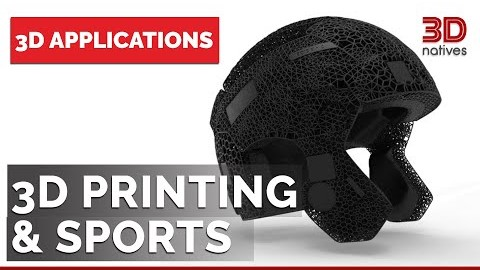 3D APPLICATIONS
3D
natives
3D PRINTING
& SPORTS